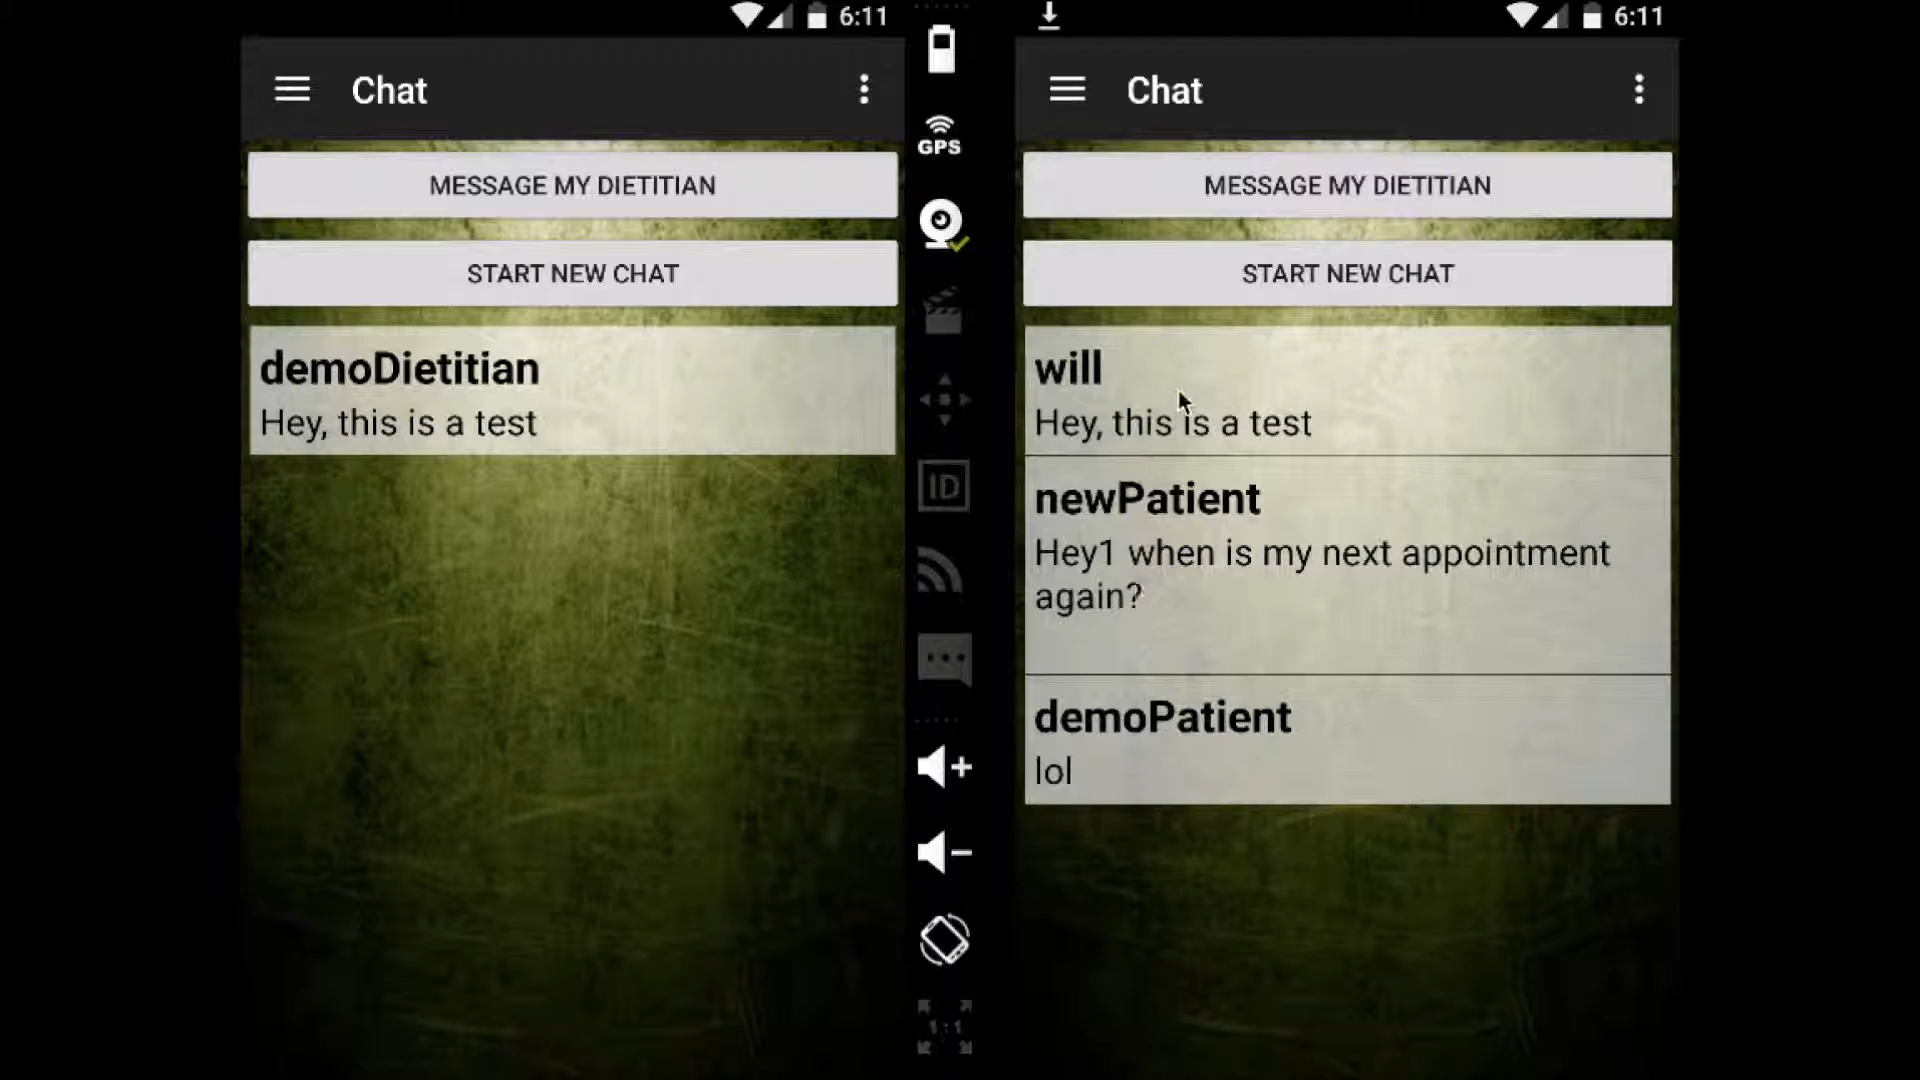 6:11
Chat
MESSAGE MY DIETITIAN
START NEW CHAT
demoDietitian
Hey, this is a test
GPS
ID
1:1
6:11
Chat
MESSAGE MY DIETITIAN
START NEW CHAT
will
Hey, this is a test
newPatient
Hey1 when is my next appointment
again?
demoPatient
lol